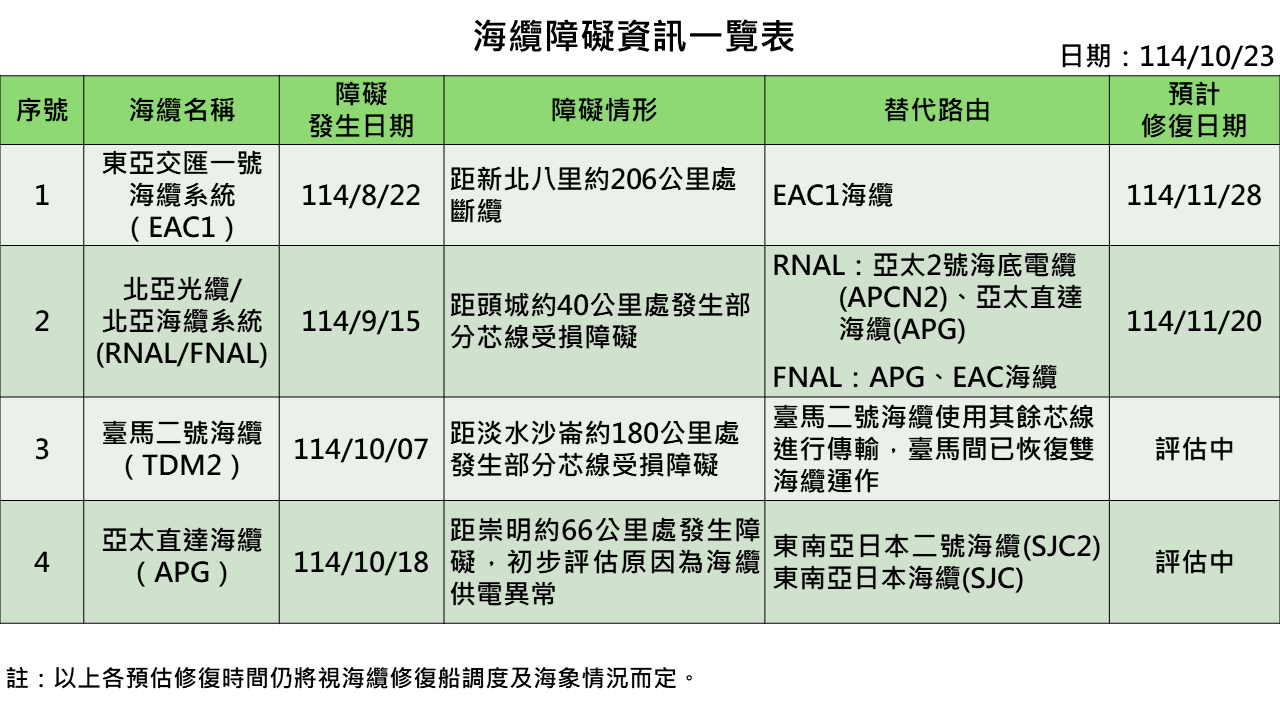 海纜障礙資訊一覽表
日期：114/10/23
序號
海纜名稱
障礙
發生日期
障礙情形
替代路由
預計
修復日期
1
東亞交匯一號
海纜系統
（EAC1）
114/8/22
距新北八里約206公里處
斷纜
EAC1海纜
114/11/28
2
北亞光纜/
北亞海纜系統
(RNAL/FNAL)
114/9/15
距頭城約40公里處發生部
分芯線受損障礙
RNAL：亞太2號海底電纜
(APCN2)、亞太直達
海纜(APG)
FNAL：APG、EAC海纜
114/11/20
3
臺馬二號海纜
（TDM2）
114/10/07
距淡水沙崙約180公里處
發生部分芯線受損障礙
臺馬二號海纜使用其餘芯線
進行傳輸，臺馬間已恢復雙
海纜運作
評估中
4
亞太直達海纜
（APG）
114/10/18
距崇明約66公里處發生障
礙，初步評估原因為海纜
供電異常
東南亞日本二號海纜(SJC2)
東南亞日本海纜(SJC)
評估中
註：以上各預估修復時間仍將視海纜修復船調度及海象情況而定。